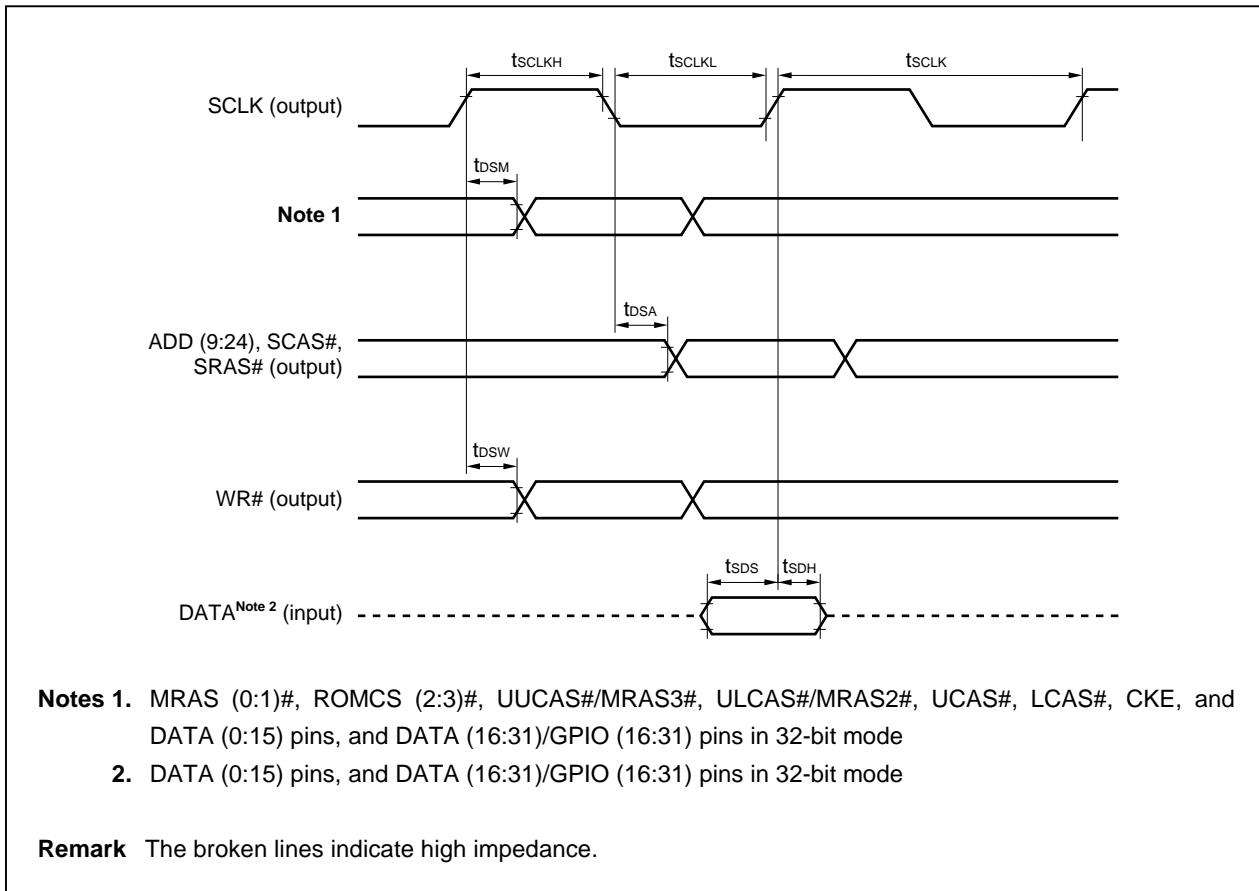 tSCLKH
tSCLKL
tSCLK
SCLK (output)
tDSM
Note 1
tDSA
ADD (9:24), SCAS#,
SRAS# (output)
tDSW
WR# (output)
tSDS
tSDH
DATANote 2 (input)
Notes 1. MRAS (0:1)#, ROMCS (2:3)#, UUCAS#/MRAS3#, ULCAS#/MRAS2#, UCAS#, LCAS#, CKE, and
DATA (0:15) pins, and DATA (16:31)/GPIO (16:31) pins in 32-bit mode
2. DATA (0:15) pins, and DATA (16:31)/GPIO (16:31) pins in 32-bit mode
Remark The broken lines indicate high impedance.